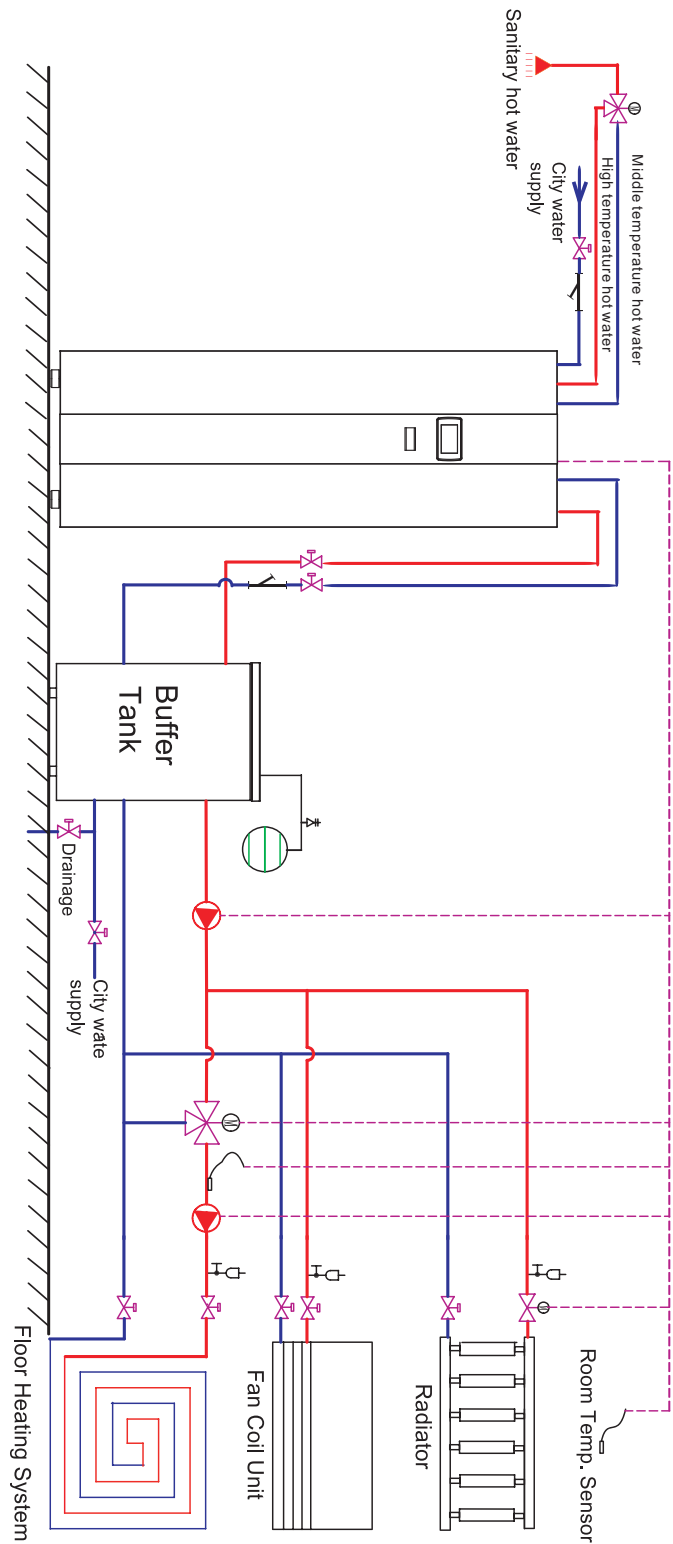 Sanitary hot water
City water
supply
Middle temperature hot water
High temperature hot water
M
Buffer
Tank
Drainage
City wate
supply
M
M
Room Temp. Sensor
Radiator
Fan Coil Unit
Floor Heating System